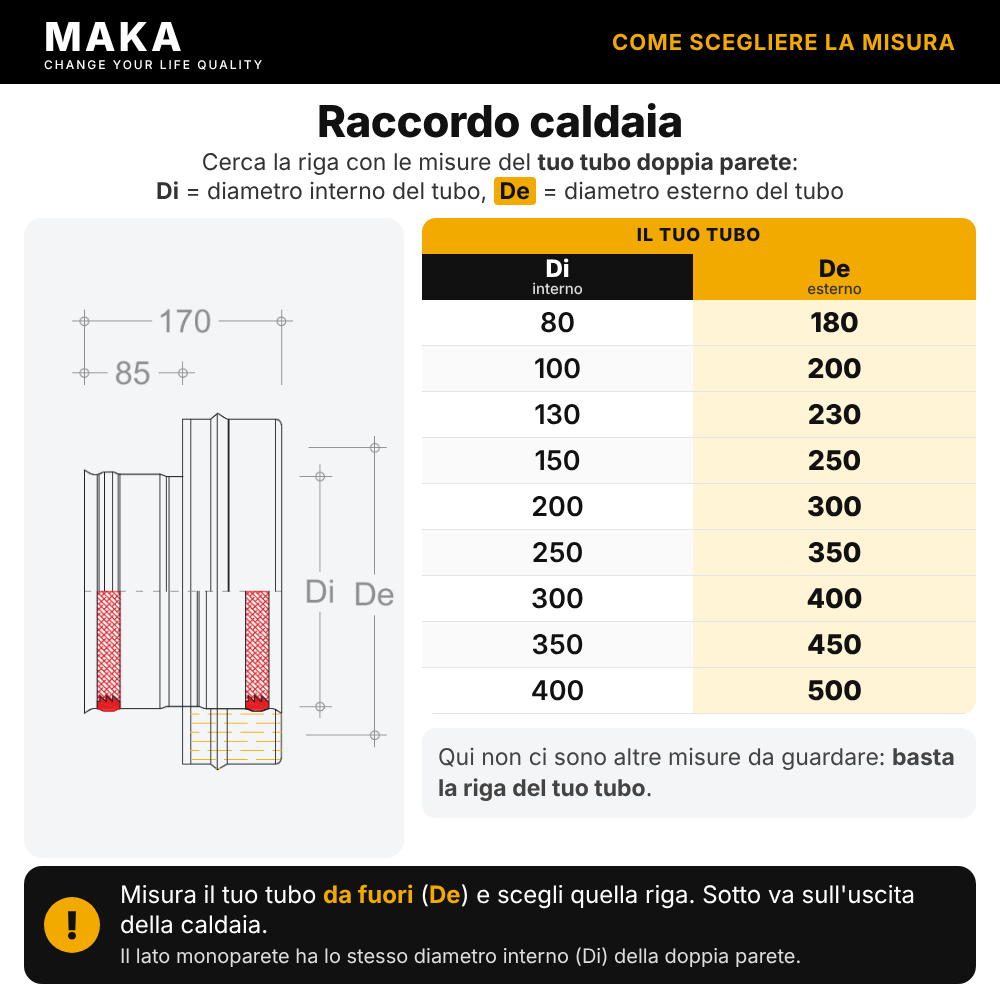 MAKA
CHANGE YOUR LIFE QUALITY
COME SCEGLIERE LA MISURA
Raccordo caldaia
Cerca la riga con le misure del tuo tubo doppia parete:
Di = diametro interno del tubo, De = diametro esterno del tubo
170
85
Di De
IL TUO TUBO
Di De
interno esterno
80 180
100 200
130 230
150 250
200 300
250 350
300 400
350 450
400 500
Qui non ci sono altre misure da guardare: basta
la riga del tuo tubo.
!
Misura il tuo tubo da fuori (De) e scegli quella riga. Sotto va sull'uscita
della caldaia.
Il lato monoparete ha lo stesso diametro interno (Di) della doppia parete.